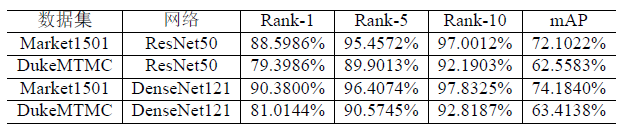 数据集 网络 Rank-1 Rank-5 Rank-10 mAP
Market1501 ResNet50 88.5986% 95.4572% 97.0012% 72.1022%
DukeMTMC ResNet50 79.3986% 89.9013% 92.1903% 62.5583%
Market1501 DenseNet121 90.3800% 96.4074% 97.8325% 74.1840%
DukeMTMC DenseNet121 81.0144% 90.5745% 92.8187% 63.4138%